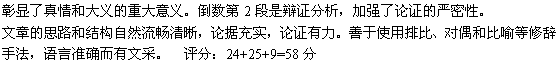 彰显了真情和大义的重大意义。倒数第 2 段是辩证分析，加强了论证的严密性。
文章的思路和结构自然流畅清晰，论据充实，论证有力。善于使用排比、对偶和比喻等修辞
手法，语言准确而有文采。 评分：24+25+9=58 分